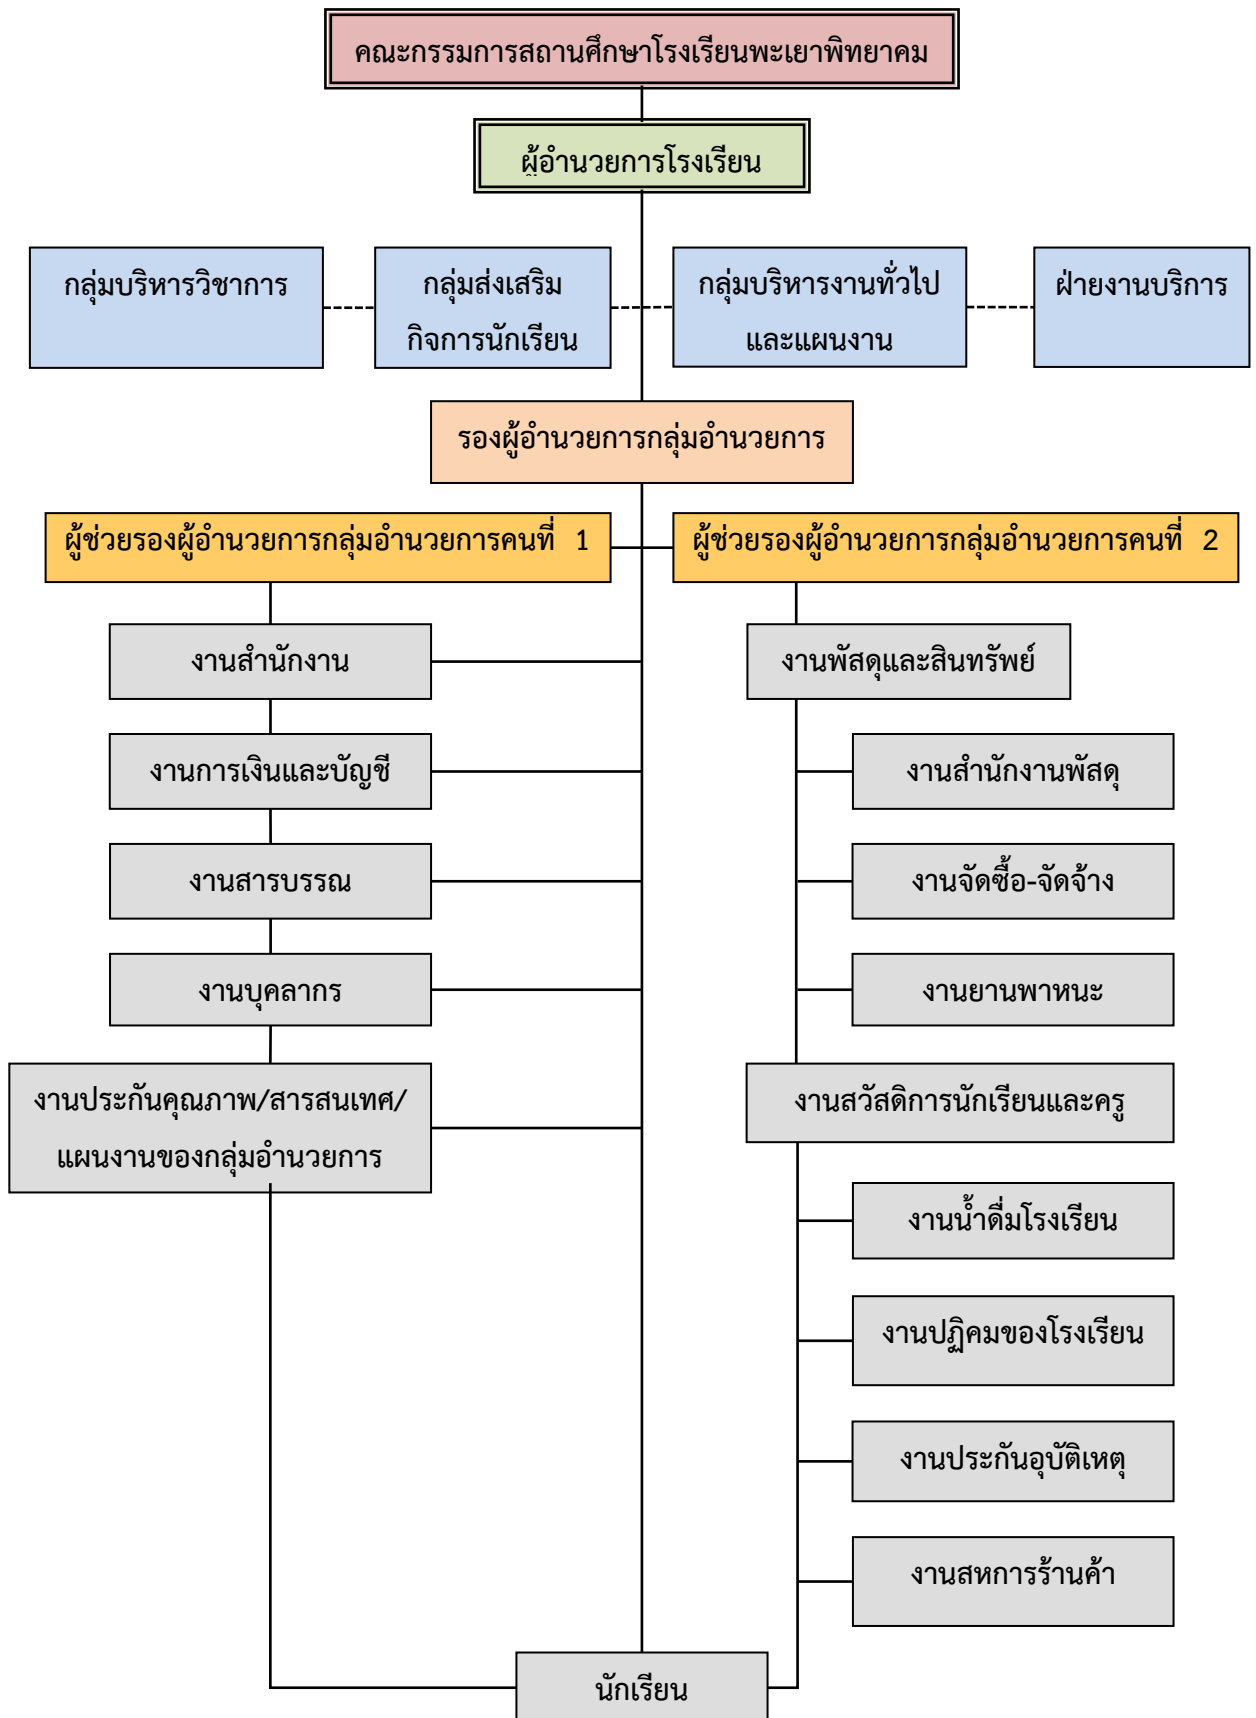 คณะกรรมการสถานศึกษาโรงเรียนพะเยาพิทยาคม
ผู้อำนวยการโรงเรียน
กลุ่มบริหารวิชาการ
กลุ่มส่งเสริม
กิจการนักเรียน
กลุ่มบริหารงานทั่วไป
และแผนงาน
ฝ่ายงานบริการ
รองผู้อำนวยการกลุ่มอำนวยการ
ผู้ช่วยรองผู้อำนวยการกลุ่มอำนวยการคนที่ 1
ผู้ช่วยรองผู้อำนวยการกลุ่มอำนวยการคนที่ 2
งานสำนักงาน
งานการเงินและบัญชี
งานสารบรรณ
งานบุคลากร
งานประกันคุณภาพ/สารสนเทศ/
แผนงานของกลุ่มอำนวยการ
งานพัสดุและสินทรัพย์
งานสำนักงานพัสดุ
งานจัดซื้อ-จัดจ้าง
งานยานพาหนะ
งานสวัสดิการนักเรียนและครู
งานน้ำดื่มโรงเรียน
งานปฏิคมของโรงเรียน
งานประกันอุบัติเหตุ
งานสหการร้านค้า
นักเรียน